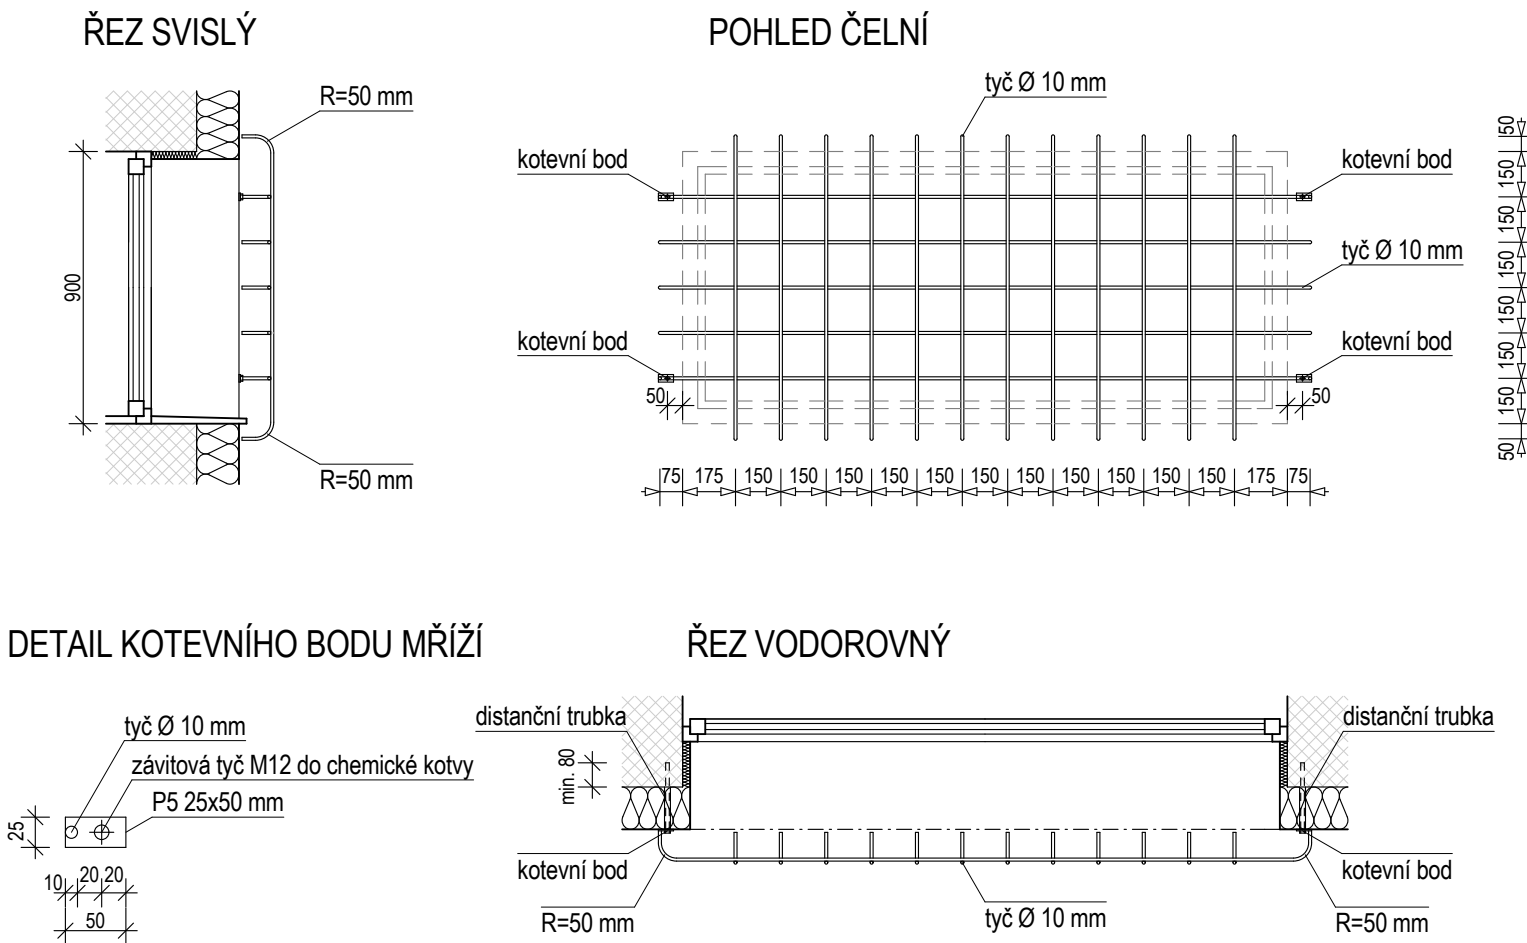 ŘEZ SVISLÝ
R=50 mm
900
R=50 mm
POHLED ČELNÍ
tyč Ø 10 mm
kotevní bod
kotevní bod
tyč Ø 10 mm
kotevní bod
kotevní bod
50
50
75 175 150 150 150 150 150 150 150 150 150 150 150 175 75
50
150
150
150
150
150
150
50
DETAIL KOTEVNÍHO BODU MŘÍŽÍ
tyč Ø 10 mm
závitová tyč M12 do chemické kotvy
P5 25x50 mm
25
10 20 20
50
ŘEZ VODOROVNÝ
distanční trubka
distanční trubka
min. 80
kotevní bod
kotevní bod
R=50 mm
tyč Ø 10 mm
R=50 mm